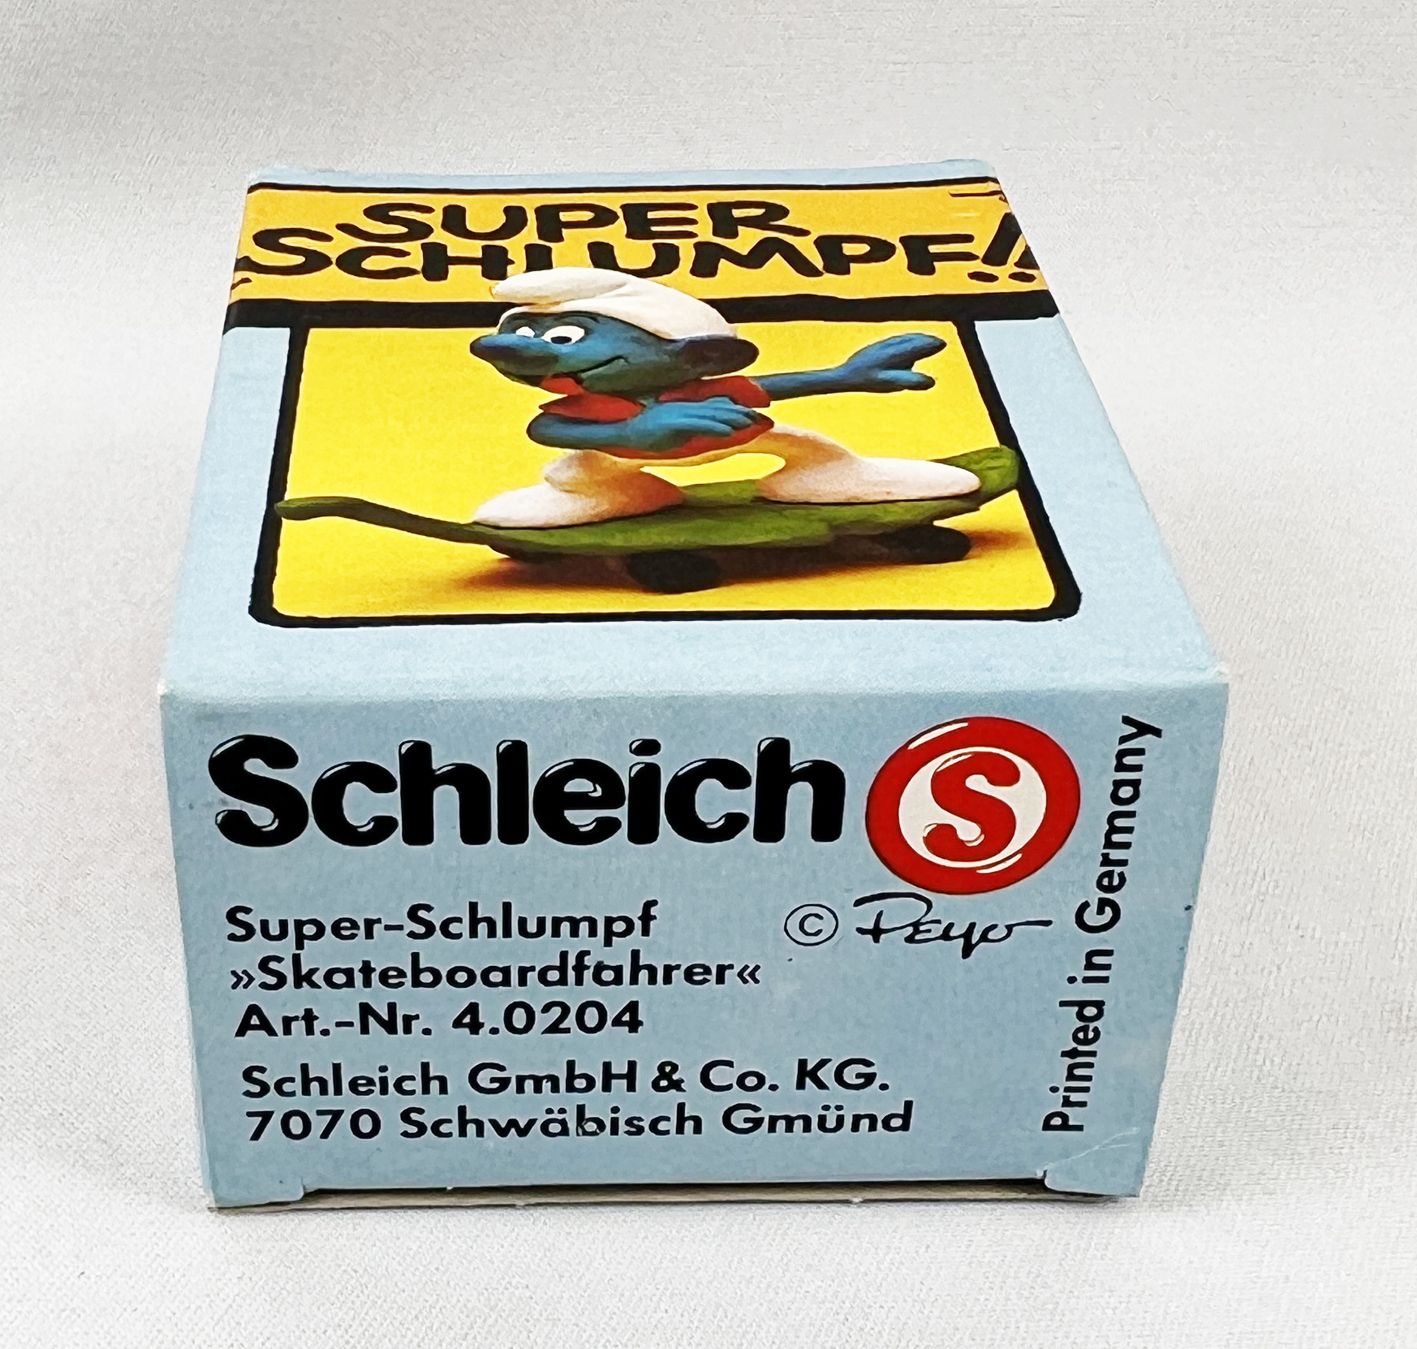 SUPER
SCHLUMPF!!
Schleich S
Super-Schlumpf
© Peyo
»Skateboardfahrer«
Art.-Nr. 4.0204
Schleich GmbH & Co. KG.
7070 Schwäbisch Gmünd
Printed in Germany